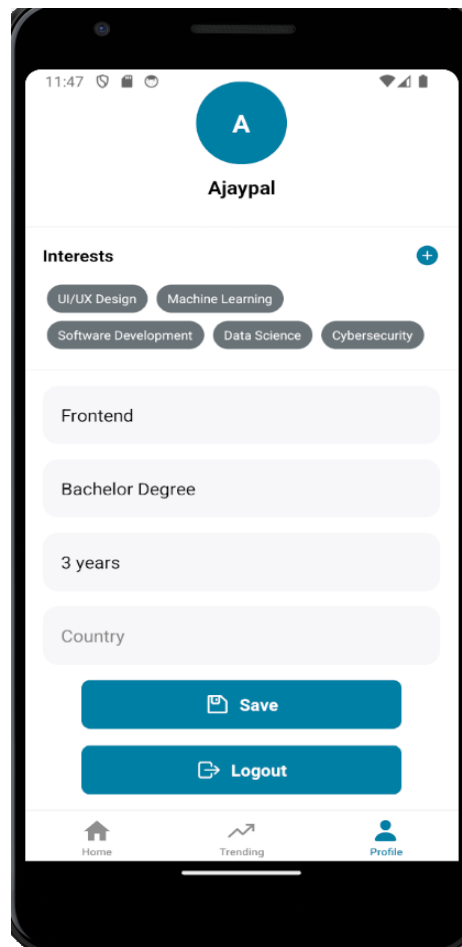 11:47
A
Ajaypal
Interests
UI/UX Design Machine Learning
Software Development Data Science Cybersecurity
Frontend
Bachelor Degree
3 years
Country
Save
Logout
Home Trending Profile